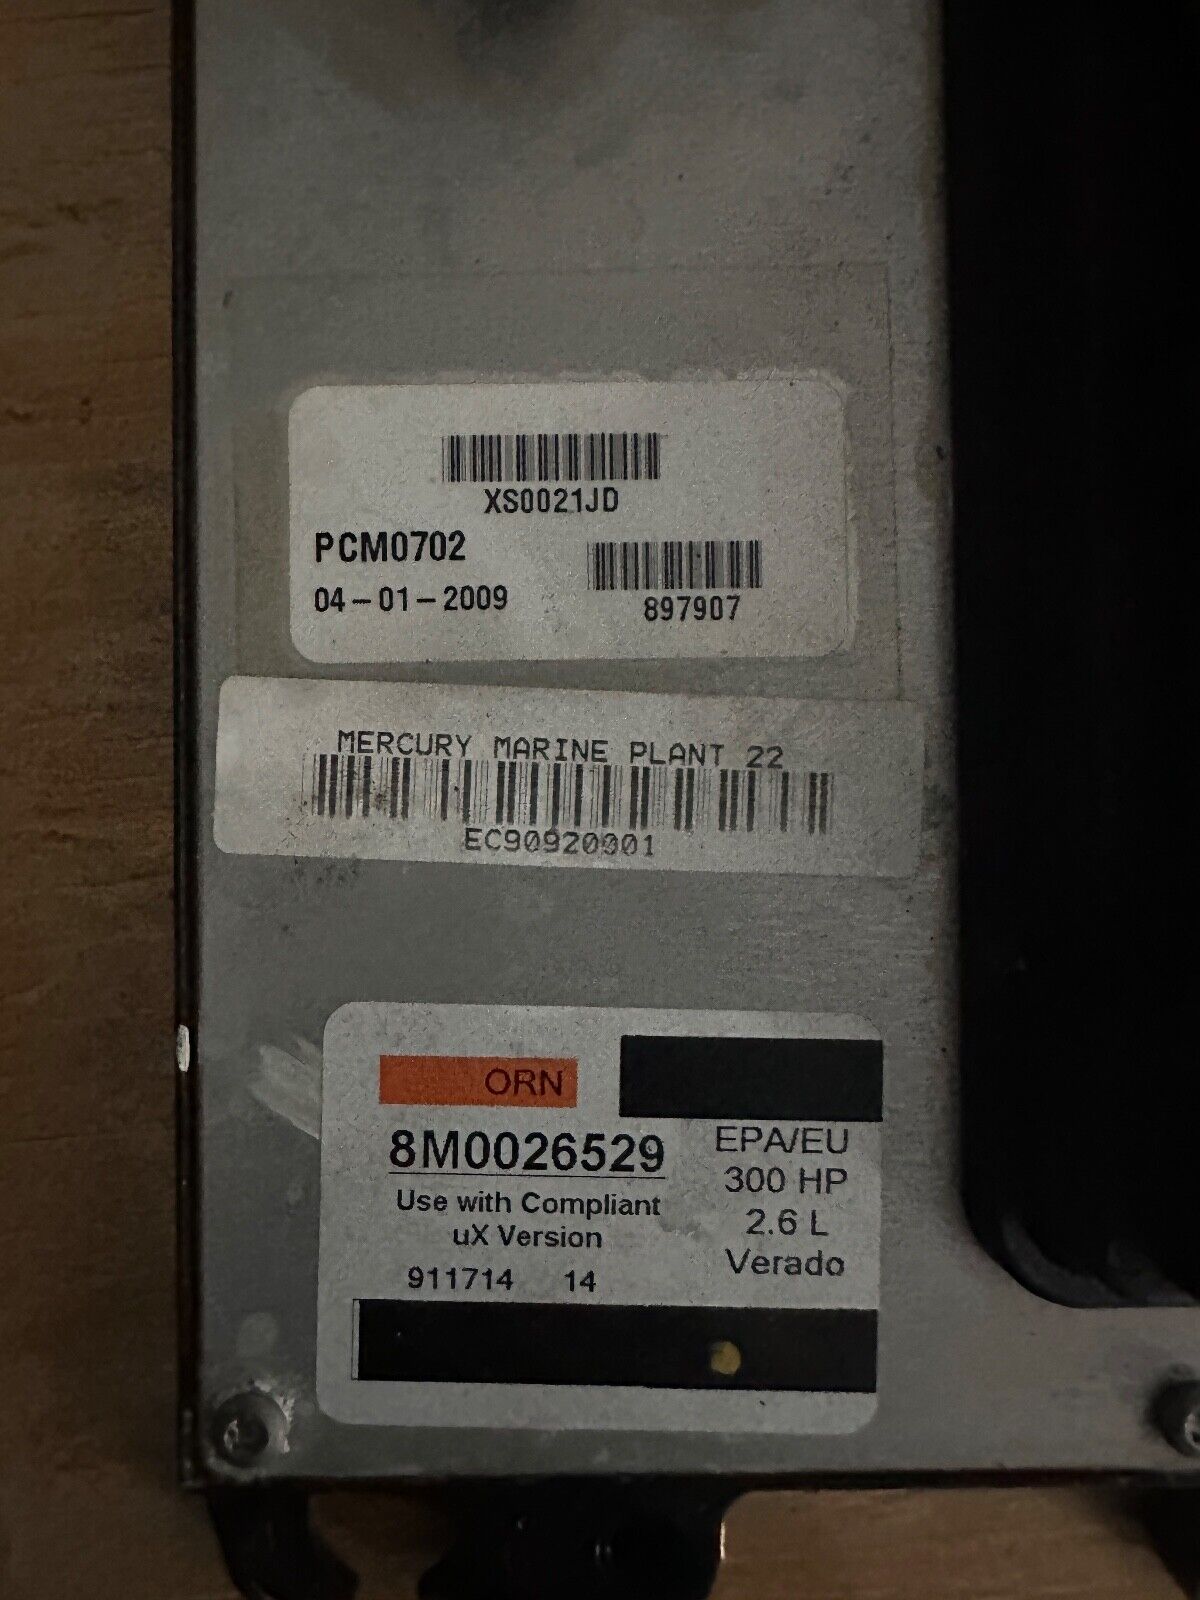 XS0021JD
PCM0702
04-01-2009
897907
MERCURY MARINE PLANT 22
EC90920001
ORN
8M0026529
Use with Compliant
uX Version
911714 14
EPA/EU
300 HP
2.6 L
Verado